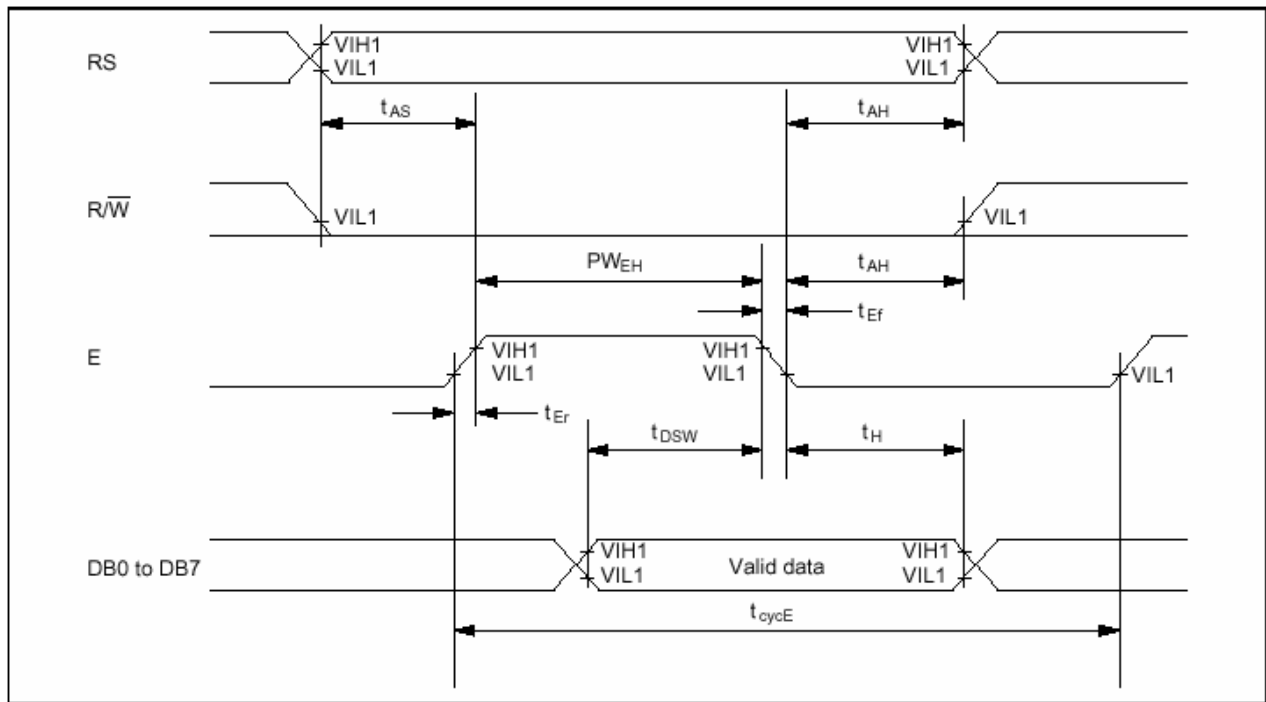 VIH1 VIH1
RS
VIL1 VIL1
tAS tAH
R/W̅ VIL1 VIL1
PWEH tAH
tEf
E VIH1 VIH1
VIL1 VIL1 VIL1
tEr
tDSW tH
VIH1 VIH1
DB0 to DB7 Valid data
VIL1 VIL1
tcycE